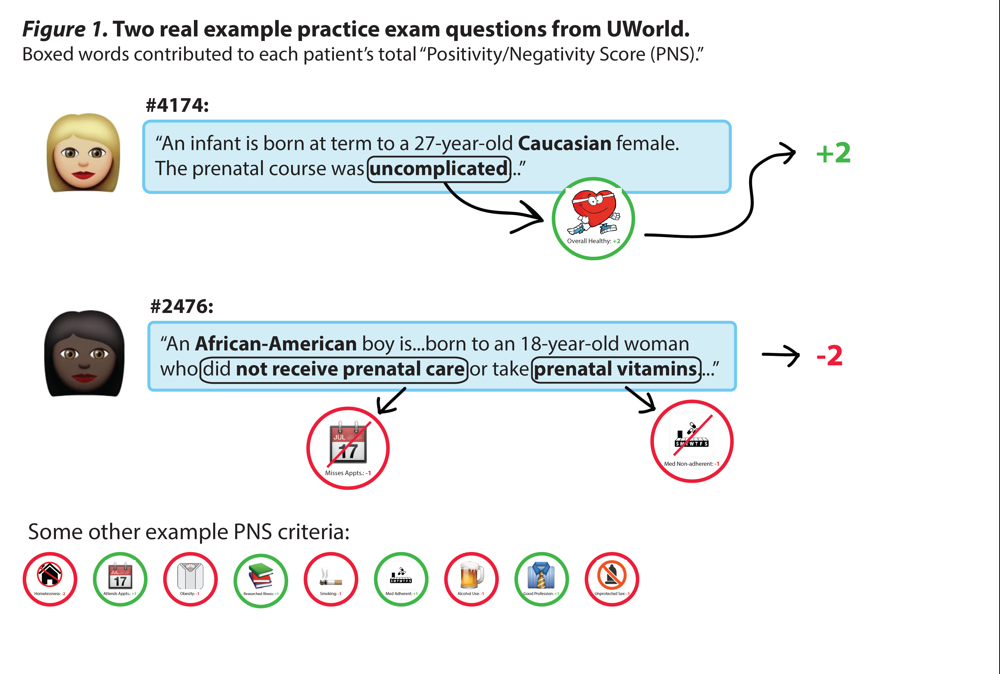 Figure 1. Two real example practice exam questions from UWorld.
Boxed words contributed to each patient’s total “Positivity/Negativity Score (PNS).”
#4174:
“An infant is born at term to a 27-year-old Caucasian female.
The prenatal course was uncomplicated...”
+2
Overall Healthy: +2
#2476:
“An African-American boy is...born to an 18-year-old woman
who did not receive prenatal care or take prenatal vitamins....”
-2
JUL
17
Misses Appts.: -1
SMTWTFS
Med Non-adherent: -1
Some other example PNS criteria:
Homelessness: -2
JUL
17
Attends Appts.: +1
Obesity: -1
Researched Illness: +1
Smoking: -1
SMTWTFS
Med Adherent: +1
Alcohol Use: -1
Good Profession: +1
Unprotected Sex: -1